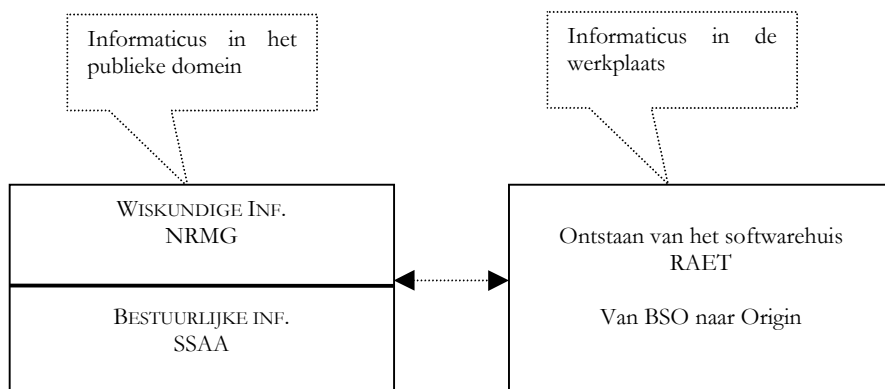 Informaticus in het
publieke domein
Informaticus in de
werkplaats
WISKUNDIGE INF.
NRMG
BESTUURLIJKE INF.
SSAA
Ontstaan van het softwarehuis
RAET
Van BSO naar Origin